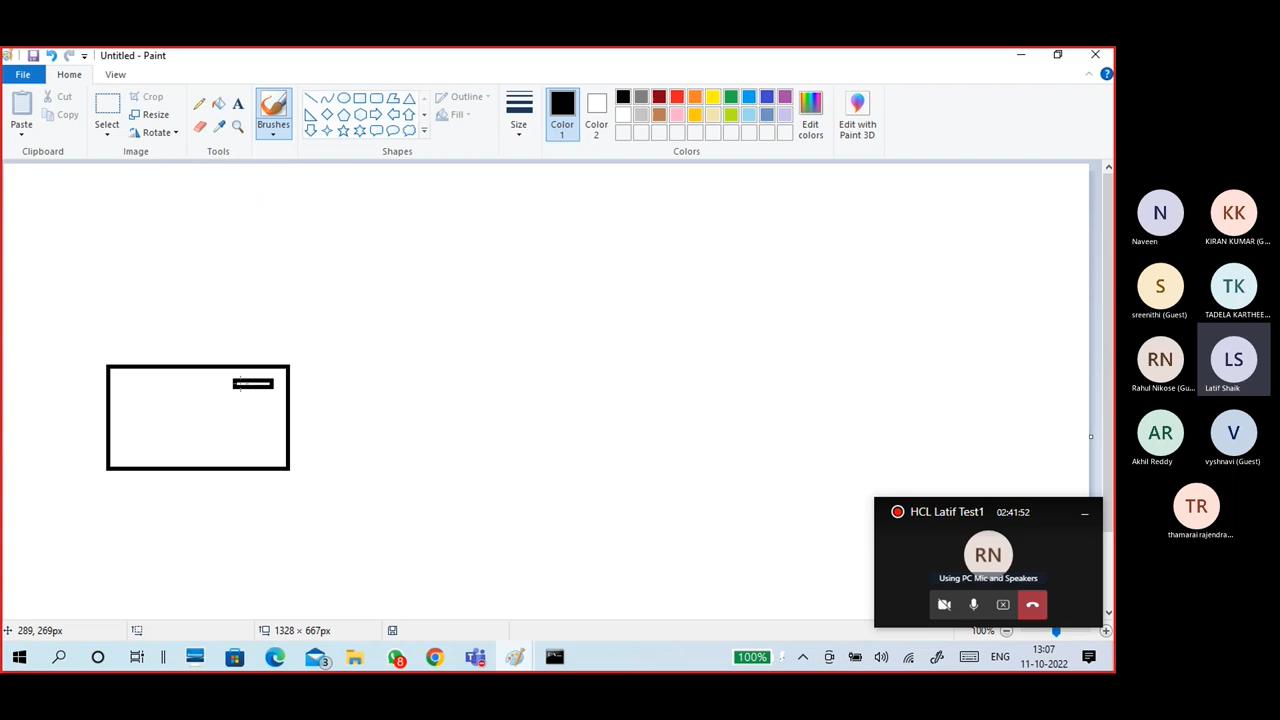 Untitled - Paint
File Home View
Cut
Copy
Paste
Clipboard
Select
Crop
Resize
Rotate
Image
A
Tools
Brushes
Outline
Fill
Shapes
Size
Color 1
Color 2
Edit colors
Colors
Edit with Paint 3D
N
Naveen
KK
KIRAN KUMAR (G...
S
sreenithi (Guest)
TK
TADELA KARTHEE...
RN
Rahul Nikose (Gu...
LS
Latif Shaik
AR
Akhil Reddy
V
vyshnavi (Guest)
TR
thamarai rajendra...
HCL Latif Test1 02:41:52
RN
Using PC Mic and Speakers
289, 269px
1328 × 667px
100%
3
8
100%
ENG
13:07
11-10-2022